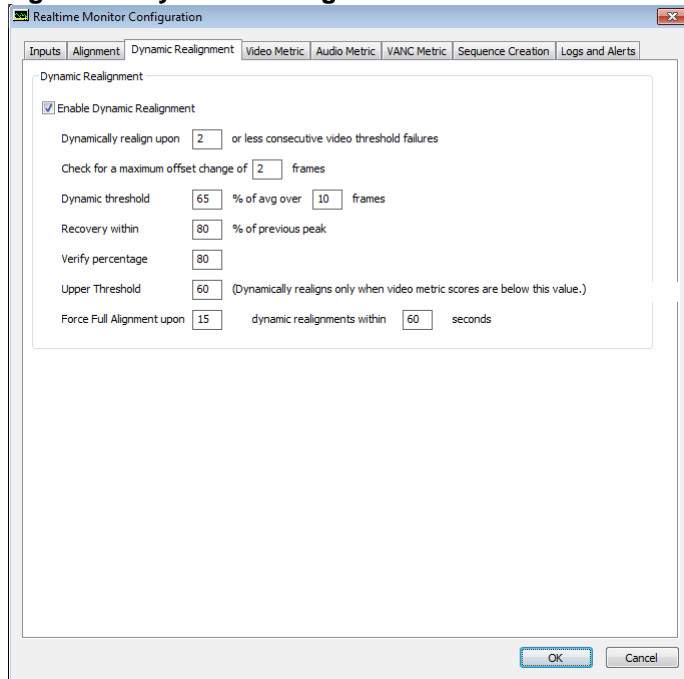 Realtime Monitor Configuration
Inputs Alignment Dynamic Realignment Video Metric Audio Metric VANC Metric Sequence Creation Logs and Alerts
Dynamic Realignment
Enable Dynamic Realignment
Dynamically realign upon 2 or less consecutive video threshold failures
Check for a maximum offset change of 2 frames
Dynamic threshold 65 % of avg over 10 frames
Recovery within 80 % of previous peak
Verify percentage 80
Upper Threshold 60 (Dynamically realigns only when video metric scores are below this value.)
Force Full Alignment upon 15 dynamic realignments within 60 seconds
OK Cancel